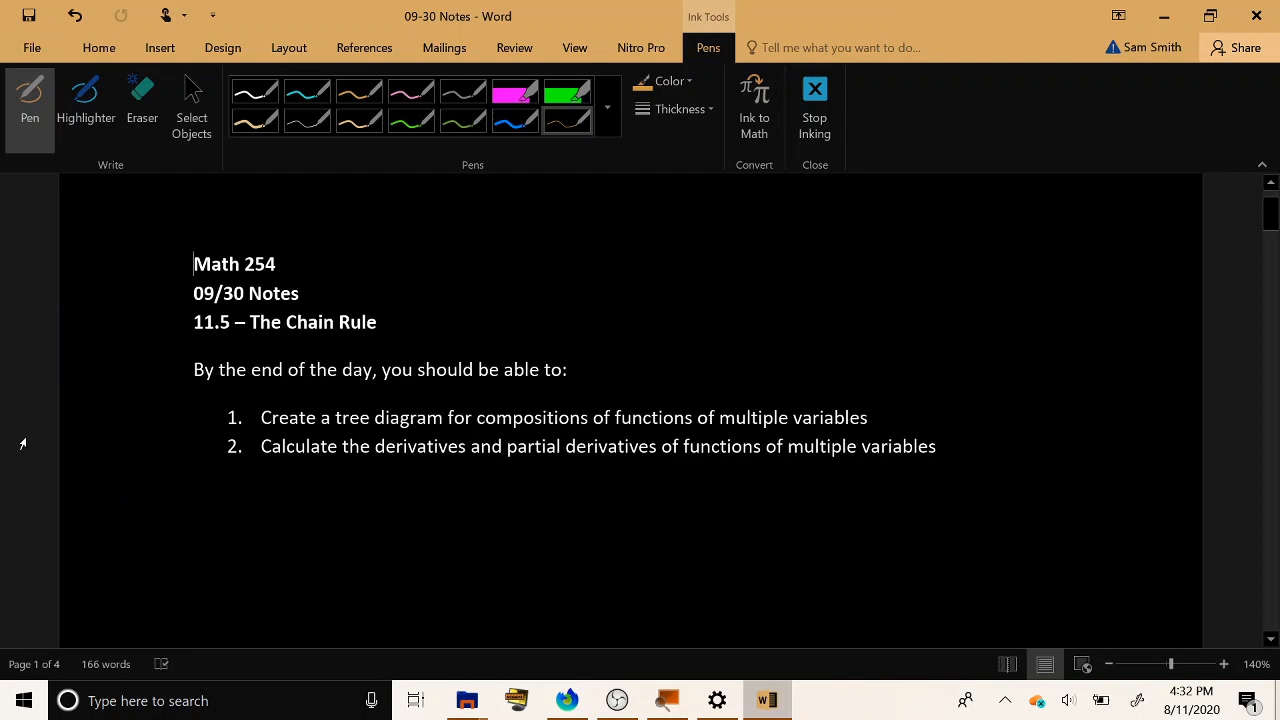 09-30 Notes - Word
Ink Tools
File
Home
Insert
Design
Layout
References
Mailings
Review
View
Nitro Pro
Pens
Tell me what you want to do...
Sam Smith
Share
Pen
Highlighter
Eraser
Select
Objects
Color
Thickness
Ink to
Math
Stop
Inking
Write
Pens
Convert
Close
Math 254
09/30 Notes
11.5 – The Chain Rule
By the end of the day, you should be able to:
1. Create a tree diagram for compositions of functions of multiple variables
2. Calculate the derivatives and partial derivatives of functions of multiple variables
Page 1 of 4
166 words
140%
Type here to search
4:32 PM
8/11/2020
1